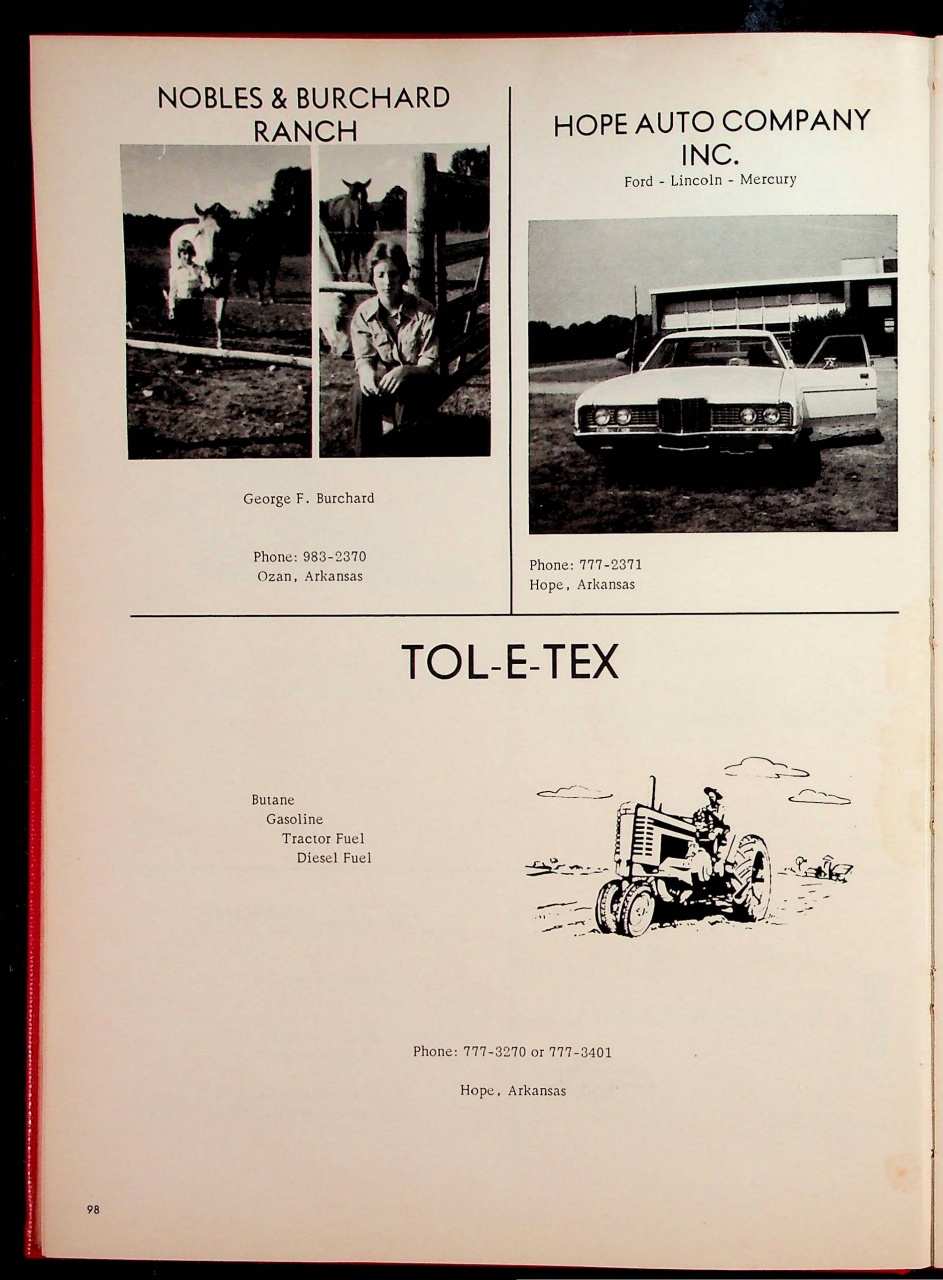 NOBLES & BURCHARD
RANCH
George F. Burchard
Phone: 983-2370
Ozan, Arkansas
HOPE AUTO COMPANY
INC.
Ford - Lincoln - Mercury
Phone: 777-2371
Hope, Arkansas
TOL-E-TEX
Butane
Gasoline
Tractor Fuel
Diesel Fuel
Phone: 777-3270 or 777-3401
Hope, Arkansas
98